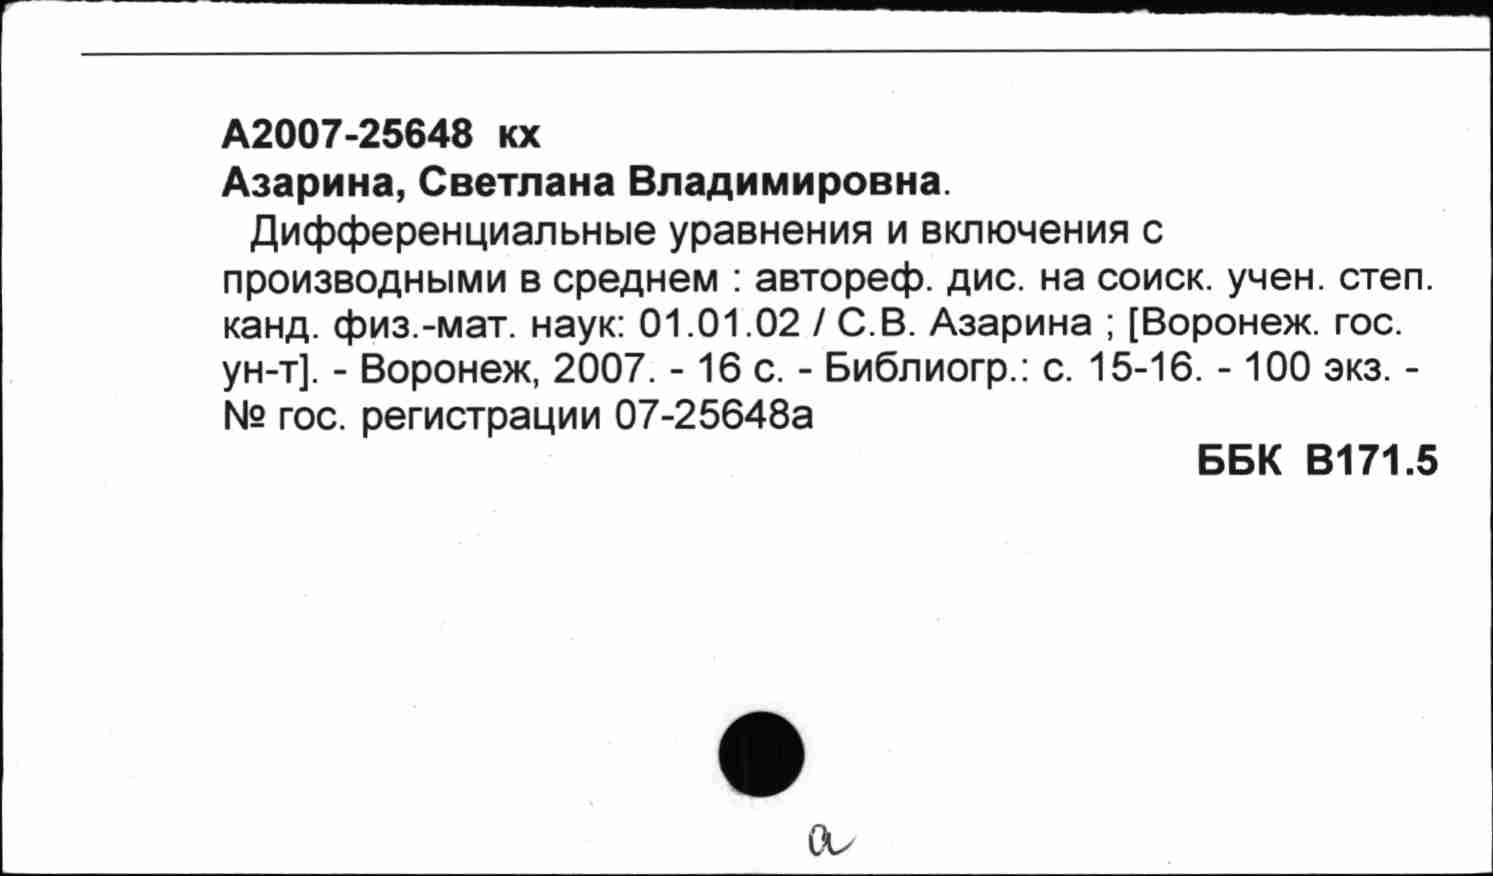 А2007-25648 кх
Азарина, Светлана Владимировна.
Дифференциальные уравнения и включения с
производными в среднем : автореф. дис. на соиск. учен. степ.
канд. физ.-мат. наук: 01.01.02 / С.В. Азарина ; [Воронеж. гос.
ун-т]. - Воронеж, 2007. - 16 с. - Библиогр.: с. 15-16. - 100 экз. -
№ гос. регистрации 07-25648а
ББК В171.5
а